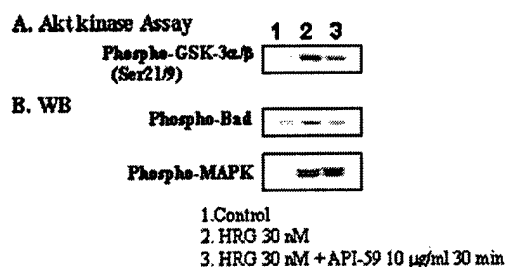 A. Akt kinase Assay
1 2 3
Phospho-GSK-3α/β
(Ser21/9)
B. WB
Phospho-Bad
Phospho-MAPK
1.Control
2. HRG 30 nM
3. HRG 30 nM + API-59 10 µg/ml 30 min